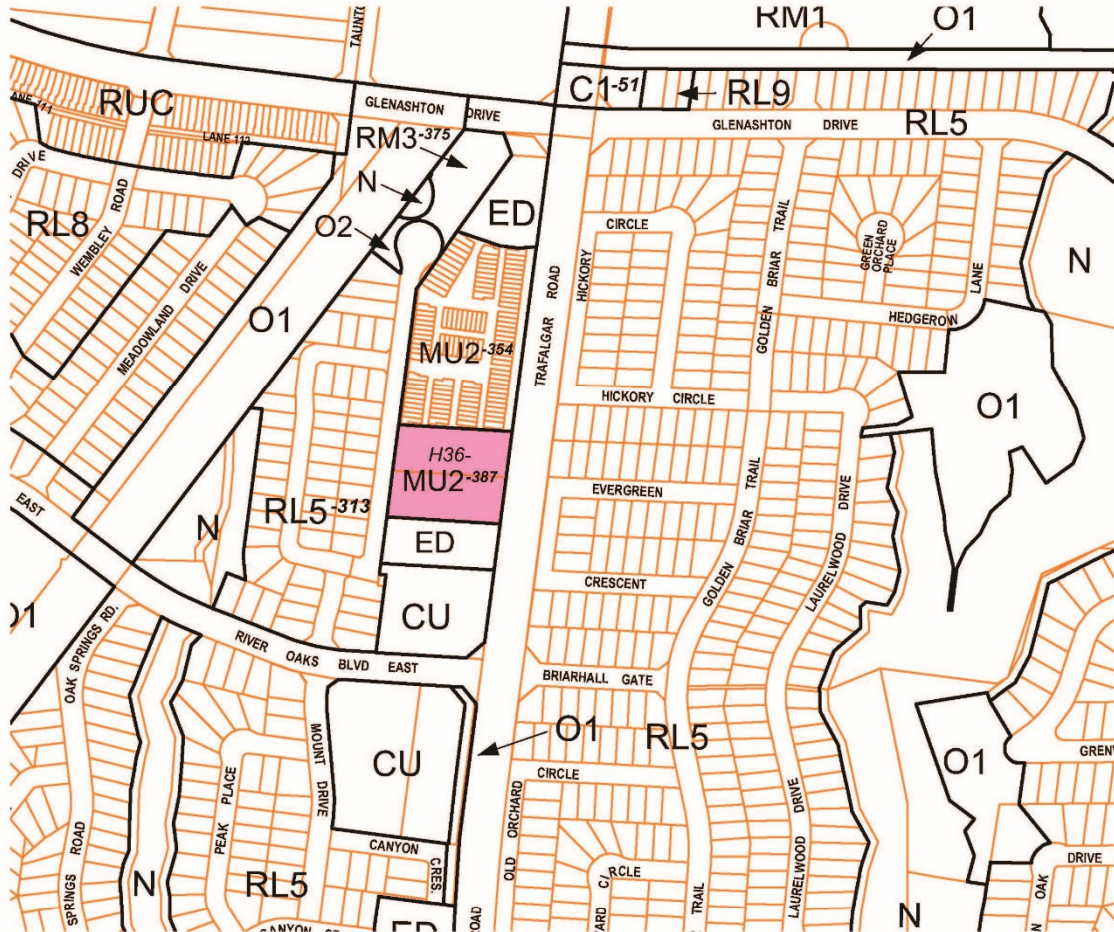 RM1
O1
TAUNTO
C1-51
RL9
RUC
LANE 111
LANE 112
GLENASHTON DRIVE
GLENASHTON DRIVE
RL5
RM3-375
DRIVE
N
ED
RL8
WEMBLEY ROAD
O2
CIRCLE
HICKORY
GOLDEN BRIAR TRAIL
GREEN ORCHARD PLACE
LANE
HEDGEROW
N
MEADOWLAND DRIVE
O1
TRAFALGAR ROAD
MU2-354
HICKORY CIRCLE
O1
H36-
MU2-387
EVERGREEN
GOLDEN BRIAR TRAIL
LAURELWOOD DRIVE
EAST
N
RL5-313
ED
CRESCENT
CU
O1
OAK SPRINGS RD.
RIVER OAKS BLVD EAST
BRIARHALL GATE
CU
O1
RL5
O1
MOUNT DRIVE
PEAK PLACE
CIRCLE
OLD ORCHARD
LAURELWOOD DRIVE
GREN
SPRINGS ROAD
N
RL5
CANYON
CRES.
CIRCLE
TRAIL
DRIVE
OAK
N
CANYON
ED
ROAD